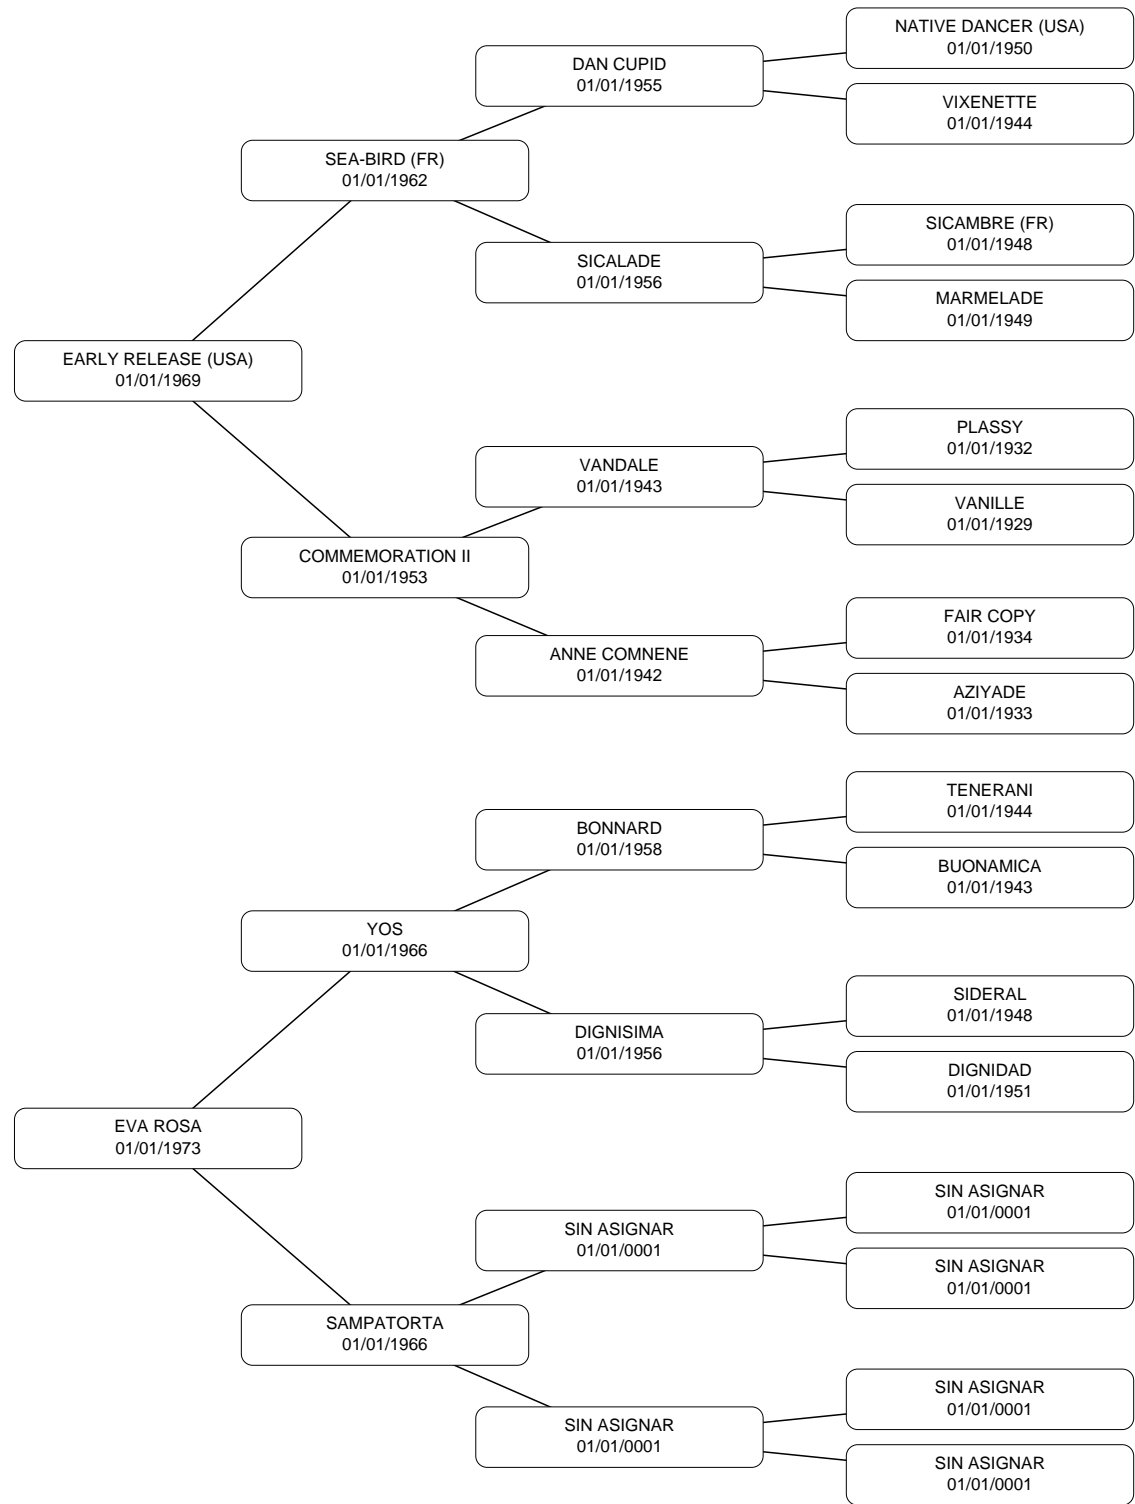 NATIVE DANCER (USA)
01/01/1950
DAN CUPID
01/01/1955
VIXENETTE
01/01/1944
SEA-BIRD (FR)
01/01/1962
SICAMBRE (FR)
01/01/1948
SICALADE
01/01/1956
MARMELADE
01/01/1949
EARLY RELEASE (USA)
01/01/1969
PLASSY
01/01/1932
VANDALE
01/01/1943
VANILLE
01/01/1929
COMMEMORATION II
01/01/1953
FAIR COPY
01/01/1934
ANNE COMNENE
01/01/1942
AZIYADE
01/01/1933
TENERANI
01/01/1944
BONNARD
01/01/1958
BUONAMICA
01/01/1943
YOS
01/01/1966
SIDERAL
01/01/1948
DIGNISIMA
01/01/1956
DIGNIDAD
01/01/1951
EVA ROSA
01/01/1973
SIN ASIGNAR
01/01/0001
SIN ASIGNAR
01/01/0001
SIN ASIGNAR
01/01/0001
SAMPATORTA
01/01/1966
SIN ASIGNAR
01/01/0001
SIN ASIGNAR
01/01/0001
SIN ASIGNAR
01/01/0001